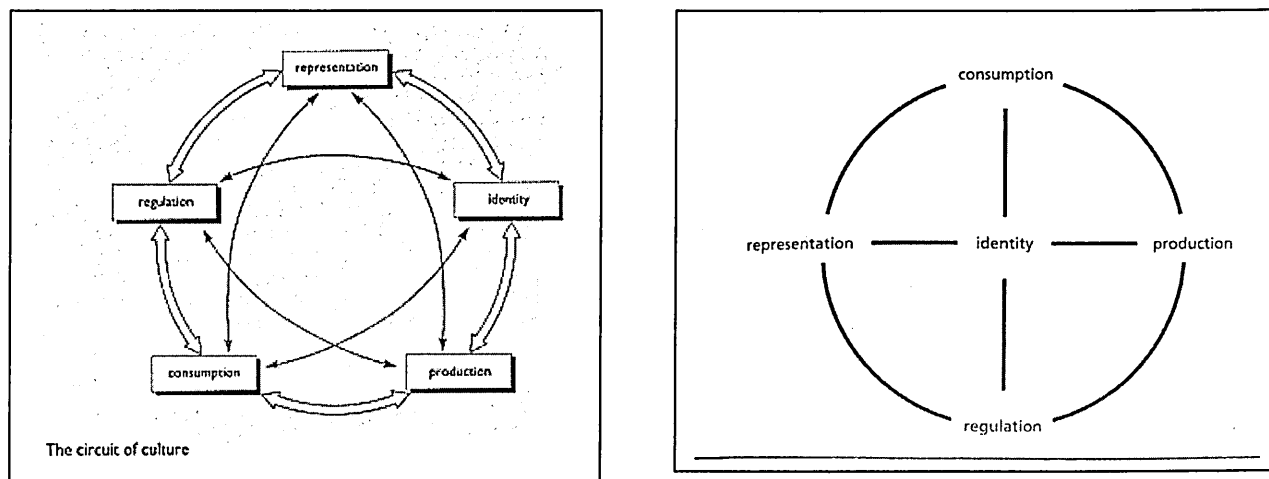 representation
regulation
identity
consumption
production
The circuit of culture
consumption
representation
identity
production
regulation